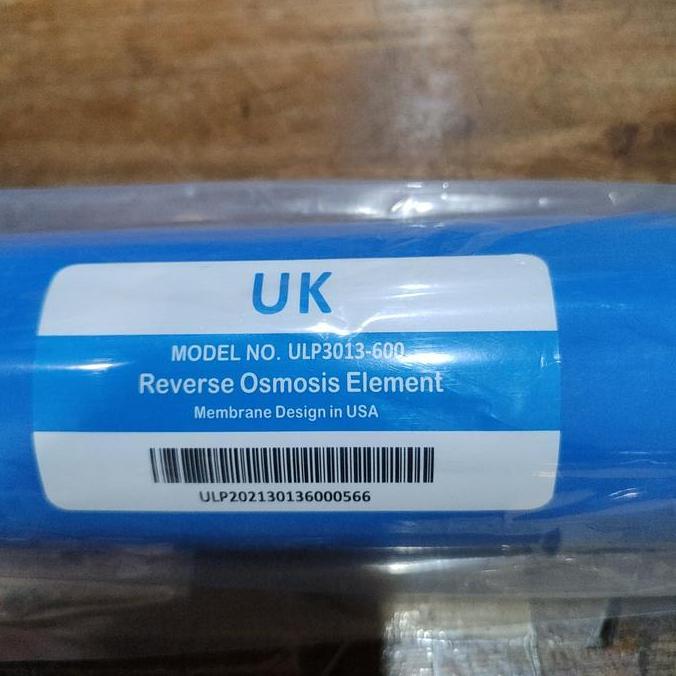 UK
MODEL NO. ULP3013-600
Reverse Osmosis Element
Membrane Design in USA
ULP202130136000566